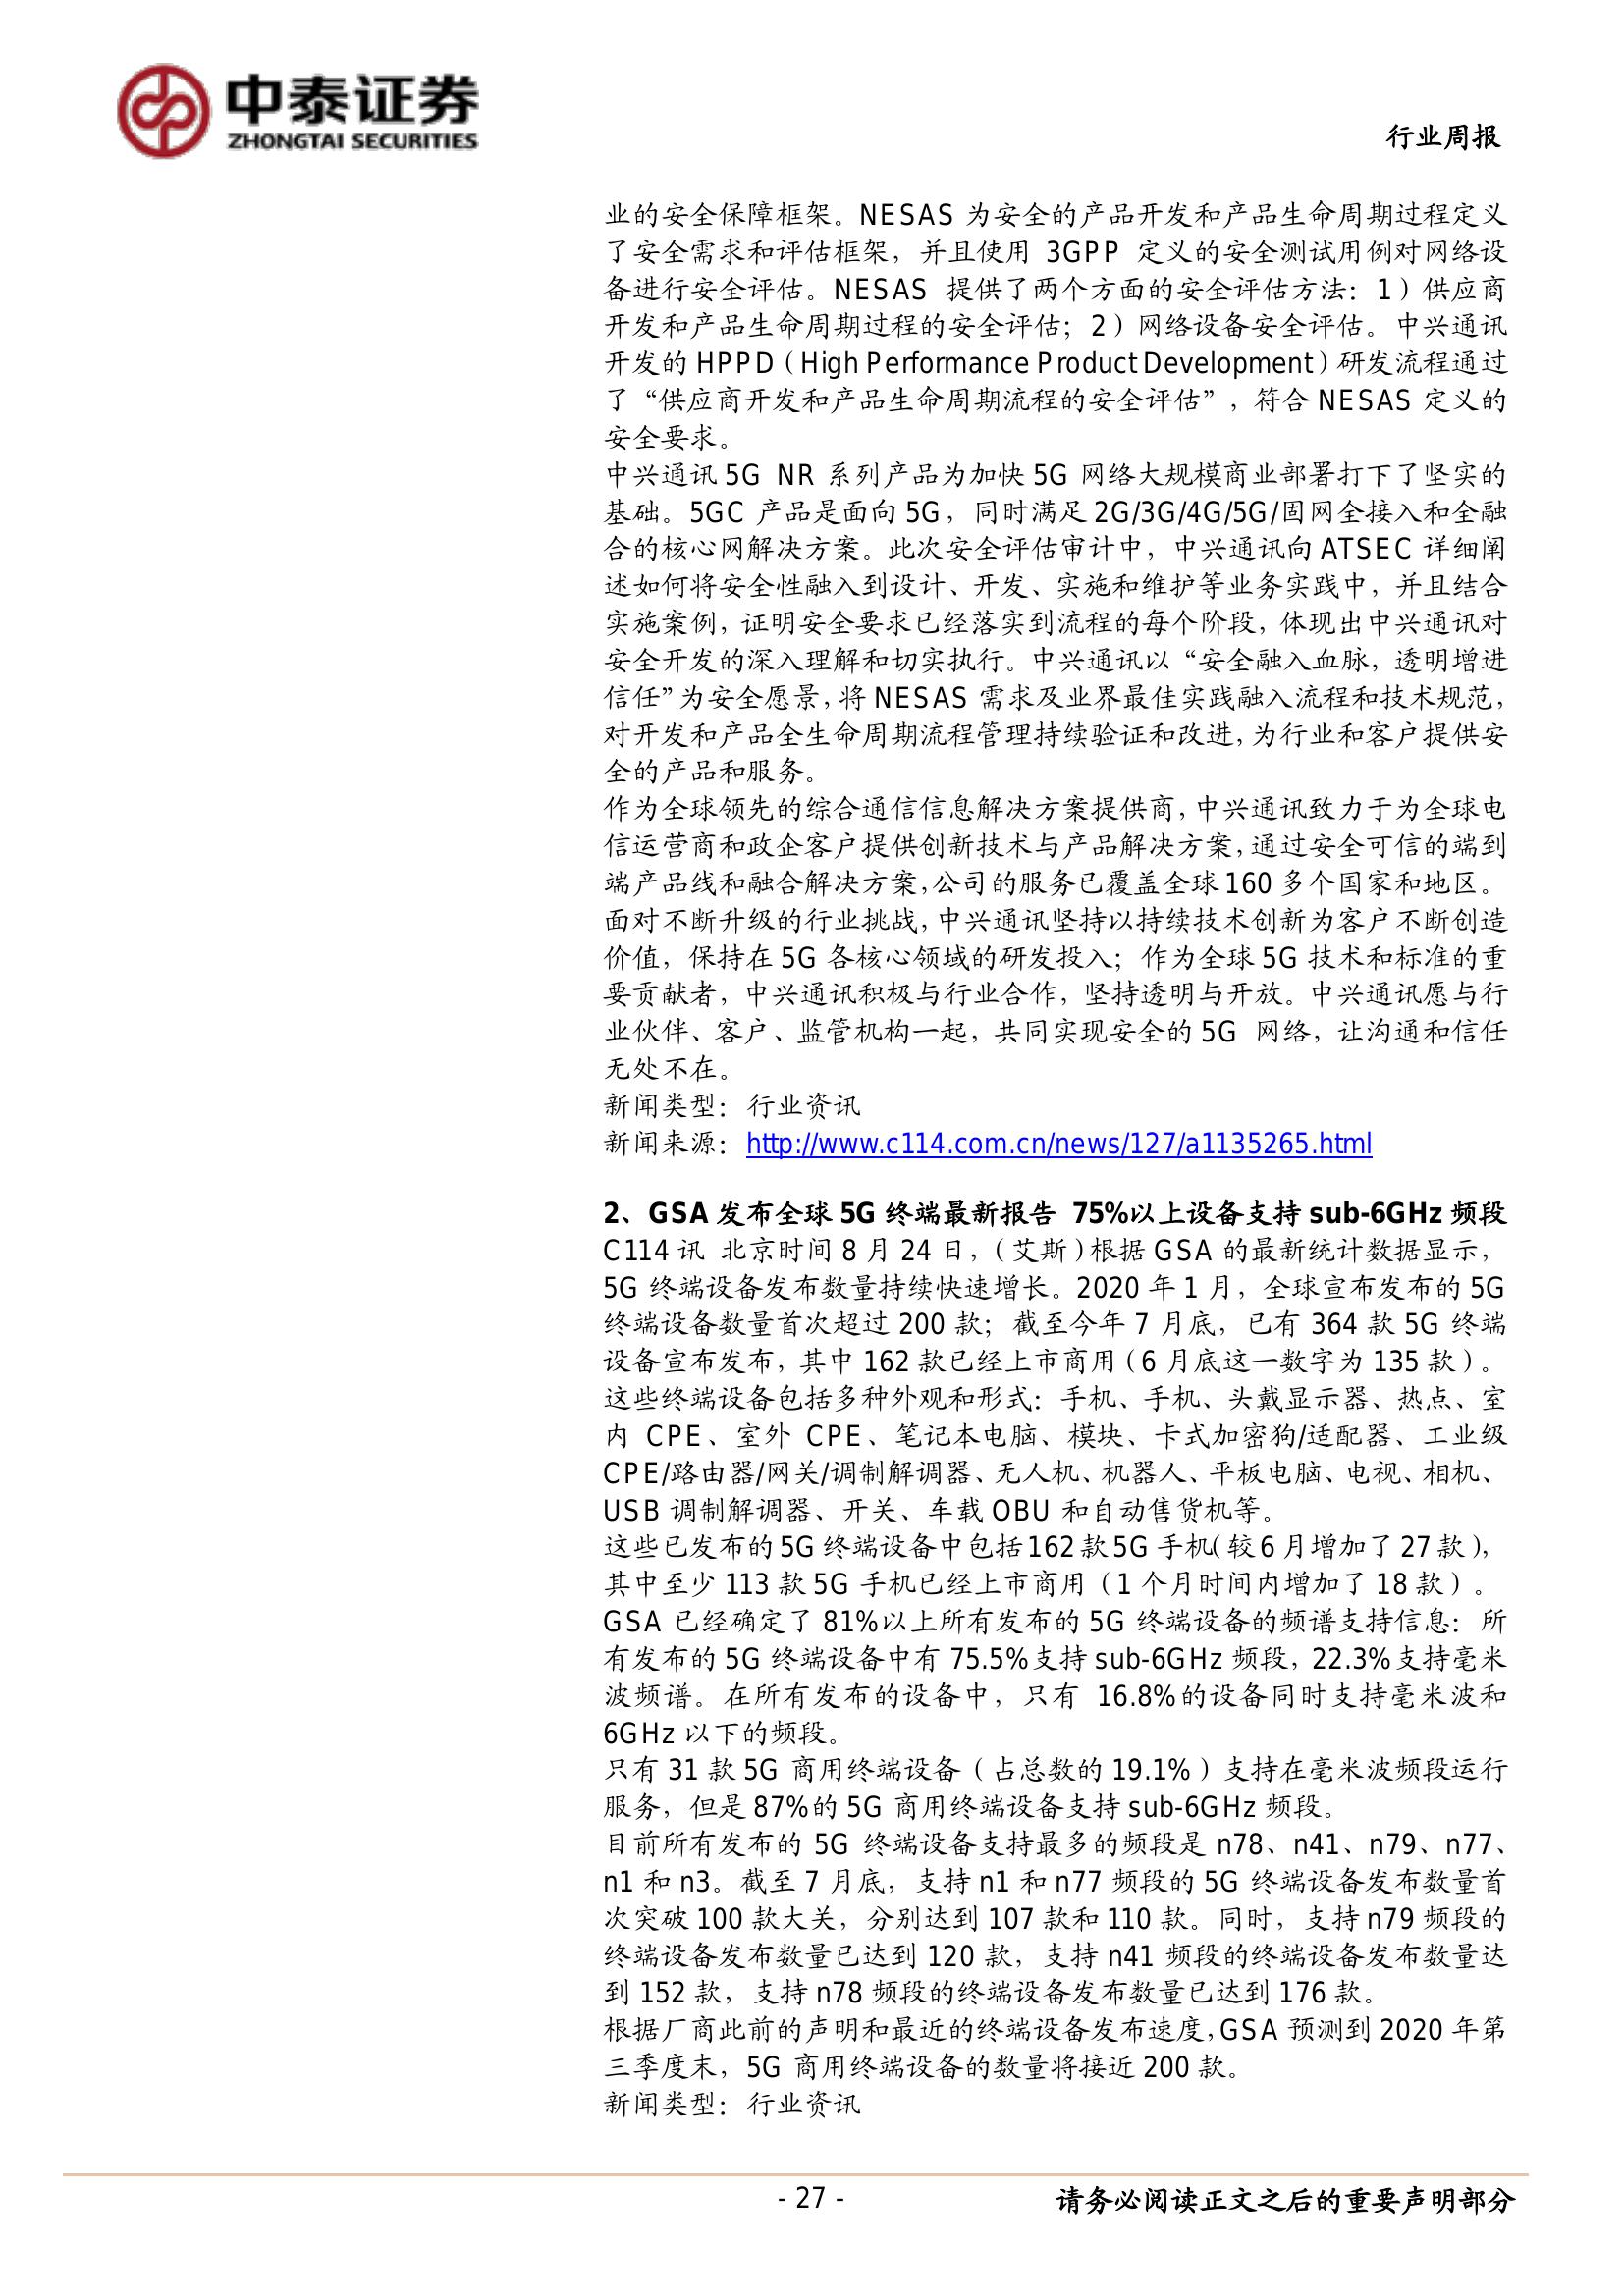 中泰证券
ZHONGTAI SECURITIES
行业周报
业的安全保障框架。NESAS 为安全的产品开发和产品生命周期过程定义
了安全需求和评估框架，并且使用 3GPP 定义的安全测试用例对网络设
备进行安全评估。NESAS 提供了两个方面的安全评估方法：1）供应商
开发和产品生命周期过程的安全评估；2）网络设备安全评估。中兴通讯
开发的 HPPD（High Performance Product Development）研发流程通过
了“供应商开发和产品生命周期流程的安全评估”，符合 NESAS 定义的
安全要求。
中兴通讯 5G NR 系列产品为加快 5G 网络大规模商业部署打下了坚实的
基础。5GC 产品是面向 5G，同时满足 2G/3G/4G/5G/固网全接入和全融
合的核心网解决方案。此次安全评估审计中，中兴通讯向 ATSEC 详细阐
述如何将安全性融入到设计、开发、实施和维护等业务实践中，并且结合
实施案例，证明安全要求已经落实到流程的每个阶段，体现出中兴通讯对
安全开发的深入理解和切实执行。中兴通讯以“安全融入血脉，透明增进
信任”为安全愿景，将 NESAS 需求及业界最佳实践融入流程和技术规范，
对开发和产品全生命周期流程管理持续验证和改进，为行业和客户提供安
全的产品和服务。
作为全球领先的综合通信信息解决方案提供商，中兴通讯致力于为全球电
信运营商和政企客户提供创新技术与产品解决方案，通过安全可信的端到
端产品线和融合解决方案，公司的服务已覆盖全球 160 多个国家和地区。
面对不断升级的行业挑战，中兴通讯坚持以持续技术创新为客户不断创造
价值，保持在 5G 各核心领域的研发投入；作为全球 5G 技术和标准的重
要贡献者，中兴通讯积极与行业合作，坚持透明与开放。中兴通讯愿与行
业伙伴、客户、监管机构一起，共同实现安全的 5G 网络，让沟通和信任
无处不在。
新闻类型：行业资讯
新闻来源：http://www.c114.com.cn/news/127/a1135265.html
2、GSA 发布全球 5G 终端最新报告 75%以上设备支持 sub-6GHz 频段
C114 讯 北京时间 8 月 24 日，（艾斯）根据 GSA 的最新统计数据显示，
5G 终端设备发布数量持续快速增长。2020 年 1 月，全球宣布发布的 5G
终端设备数量首次超过 200 款；截至今年 7 月底，已有 364 款 5G 终端
设备宣布发布，其中 162 款已经上市商用（6 月底这一数字为 135 款）。
这些终端设备包括多种外观和形式：手机、手机、头戴显示器、热点、室
内 CPE、室外 CPE、笔记本电脑、模块、卡式加密狗/适配器、工业级
CPE/路由器/网关/调制解调器、无人机、机器人、平板电脑、电视、相机、
USB 调制解调器、开关、车载 OBU 和自动售货机等。
这些已发布的 5G 终端设备中包括 162 款 5G 手机（较 6 月增加了 27 款），
其中至少 113 款 5G 手机已经上市商用（1 个月时间内增加了 18 款）。
GSA 已经确定了 81%以上所有发布的 5G 终端设备的频谱支持信息：所
有发布的 5G 终端设备中有 75.5%支持 sub-6GHz 频段，22.3%支持毫米
波频谱。在所有发布的设备中，只有 16.8%的设备同时支持毫米波和
6GHz 以下的频段。
只有 31 款 5G 商用终端设备（占总数的 19.1%）支持在毫米波频段运行
服务，但是 87%的 5G 商用终端设备支持 sub-6GHz 频段。
目前所有发布的 5G 终端设备支持最多的频段是 n78、n41、n79、n77、
n1 和 n3。截至 7 月底，支持 n1 和 n77 频段的 5G 终端设备发布数量首
次突破 100 款大关，分别达到 107 款和 110 款。同时，支持 n79 频段的
终端设备发布数量已达到 120 款，支持 n41 频段的终端设备发布数量达
到 152 款，支持 n78 频段的终端设备发布数量已达到 176 款。
根据厂商此前的声明和最近的终端设备发布速度，GSA 预测到 2020 年第
三季度末，5G 商用终端设备的数量将接近 200 款。
新闻类型：行业资讯
- 27 -
请务必阅读正文之后的重要声明部分